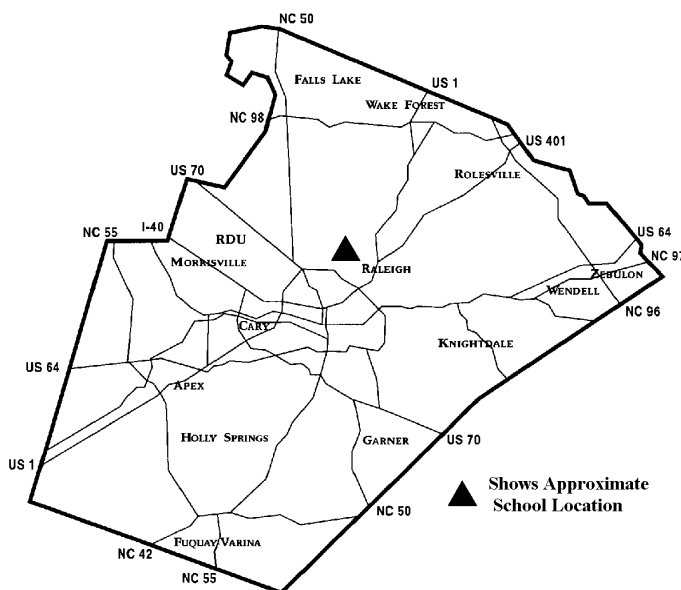 NC 50
FALLS LAKE
US 1
WAKE FOREST
NC 98
US 401
US 70
ROLESVILLE
I-40
NC 55
RDU
US 64
MORRISVILLE
RALEIGH
NC 97
ZEBULON
WENDELL
NC 96
CARY
KNIGHTDALE
US 64
APEX
HOLLY SPRINGS
GARNER
US 70
US 1
Shows Approximate
School Location
NC 50
FUQUAY-VARINA
NC 42
NC 55